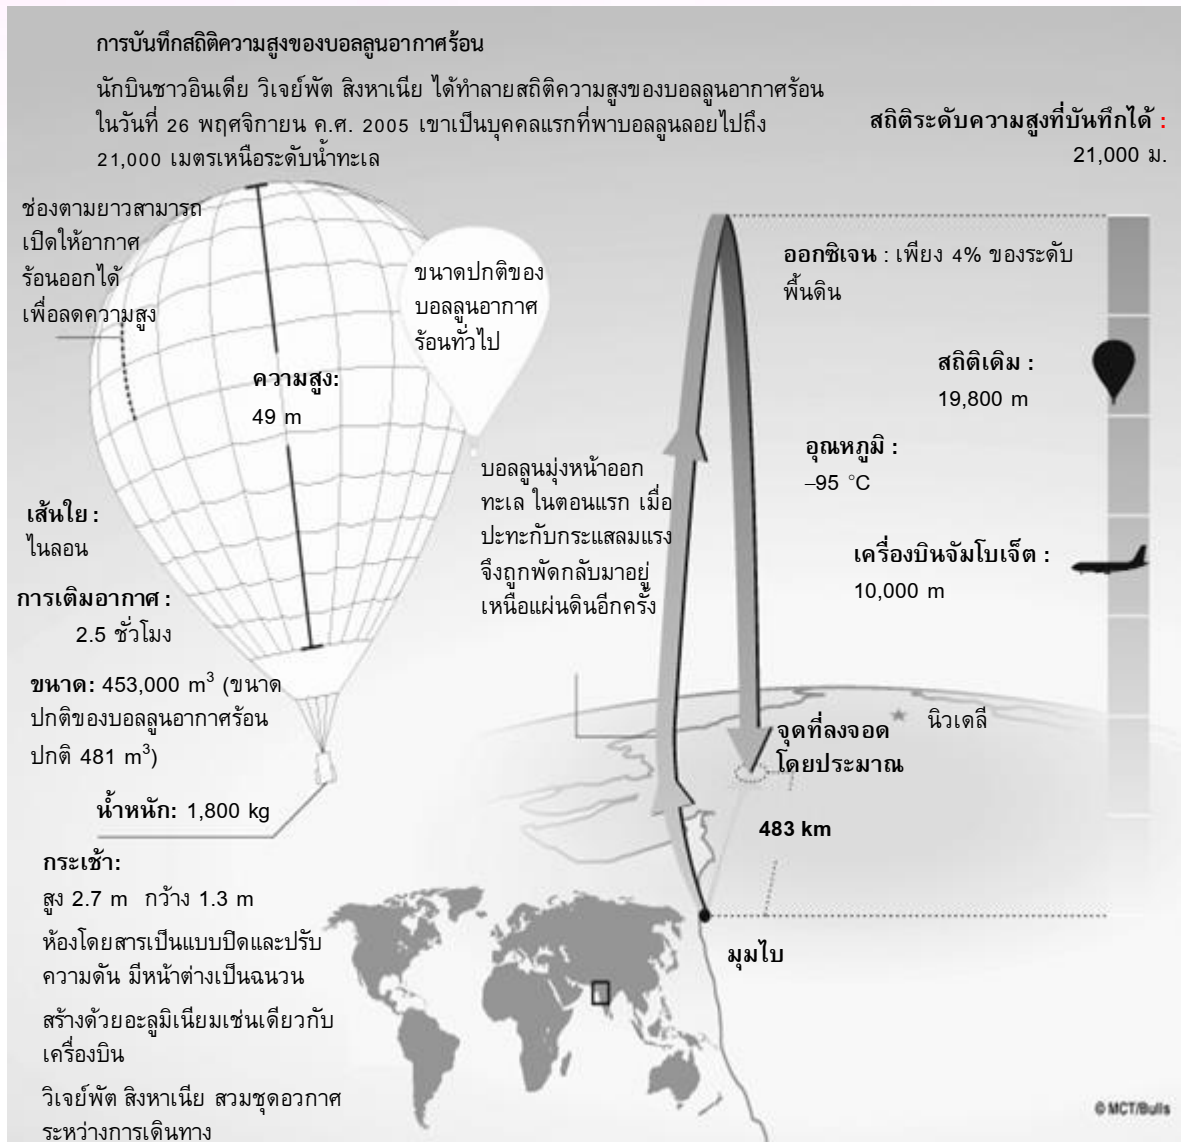 การบันทึกสถิติความสูงของบอลลูนอากาศร้อน
นักบินชาวอินเดีย วิเจย์พัต สิงหาเนีย ได้ทำลายสถิติความสูงของบอลลูนอากาศร้อน
ในวันที่ 26 พฤศจิกายน ค.ศ. 2005 เขาเป็นบุคคลแรกที่พาบอลลูนลอยไปถึง
21,000 เมตรเหนือระดับน้ำทะเล
สถิติระดับความสูงที่บันทึกได้ :
21,000 ม.
ช่องตามยาวสามารถ
เปิดให้อากาศ
ร้อนออกได้
เพื่อลดความสูง
ขนาดปกติของ
บอลลูนอากาศ
ร้อนทั่วไป
ความสูง:
49 m
ออกซิเจน : เพียง 4% ของระดับ
พื้นดิน
สถิติเดิม :
19,800 m
อุณหภูมิ :
–95 °C
เครื่องบินจัมโบเจ็ต :
10,000 m
บอลลูนมุ่งหน้าออก
ทะเล ในตอนแรก เมื่อ
ปะทะกับกระแสลมแรง
จึงถูกพัดกลับมาอยู่
เหนือแผ่นดินอีกครั้ง
เส้นใย :
ไนลอน
การเติมอากาศ :
2.5 ชั่วโมง
ขนาด: 453,000 m³ (ขนาด
ปกติของบอลลูนอากาศร้อน
ปกติ 481 m³)
น้ำหนัก: 1,800 kg
นิวเดลี
จุดที่ลงจอด
โดยประมาณ
483 km
มุมไบ
กระเช้า:
สูง 2.7 m กว้าง 1.3 m
ห้องโดยสารเป็นแบบปิดและปรับ
ความดัน มีหน้าต่างเป็นฉนวน
สร้างด้วยอะลูมิเนียมเช่นเดียวกับ
เครื่องบิน
วิเจย์พัต สิงหาเนีย สวมชุดอวกาศ
ระหว่างการเดินทาง
© MCT/Bulls